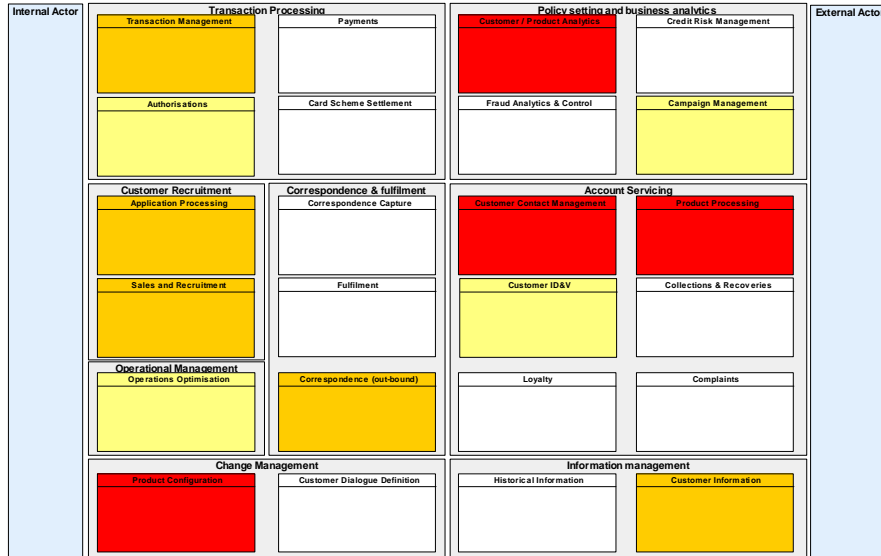 Internal Actor
Transaction Processing
Policy setting and business analytics
External Actor
Transaction Management
Payments
Customer / Product Analytics
Credit Risk Management
Authorisations
Card Scheme Settlement
Fraud Analytics & Control
Campaign Management
Customer Recruitment
Correspondence & fulfilment
Account Servicing
Application Processing
Correspondence Capture
Customer Contact Management
Product Processing
Sales and Recruitment
Fulfilment
Customer ID&V
Collections & Recoveries
Operational Management
Operations Optimisation
Correspondence (out-bound)
Loyalty
Complaints
Change Management
Information management
Product Configuration
Customer Dialogue Definition
Historical Information
Customer Information